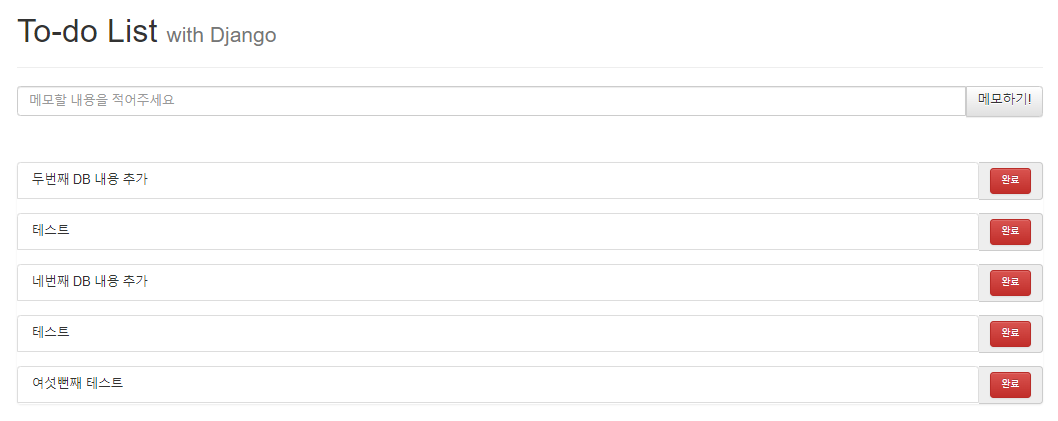 To-do List with Django
메모할 내용을 적어주세요 메모하기!
두번째 DB 내용 추가 완료
테스트 완료
네번째 DB 내용 추가 완료
테스트 완료
여섯뻔째 테스트 완료